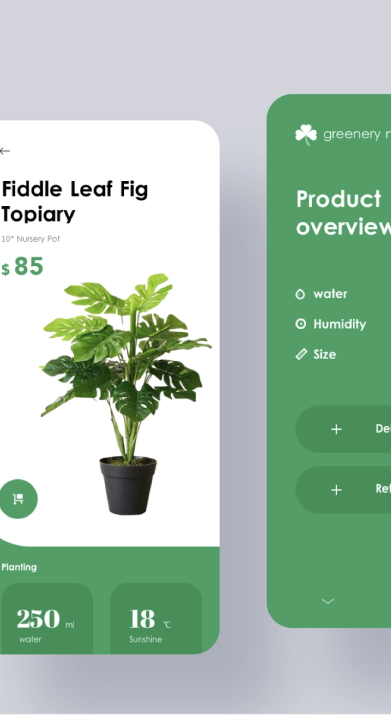 Fiddle Leaf Fig
Topiary
10" Nursery Pot
$ 85
Planting
250 ml
water
18 °C
Sunshine
greenery
Product
overview
water
Humidity
Size